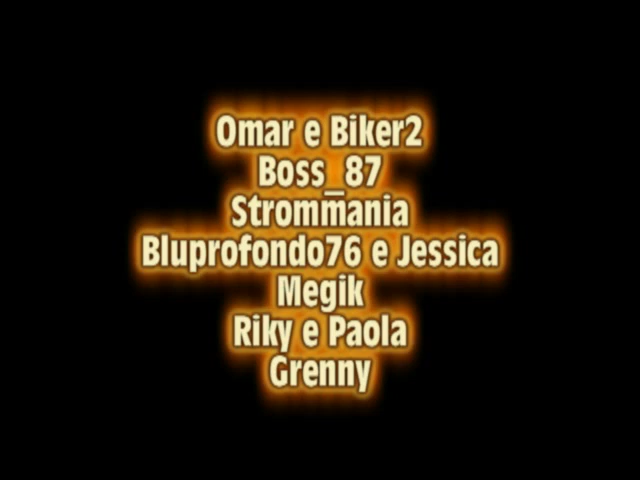 Omar e Biker2
Boss_87
Strommania
Bluprofondo76 e Jessica
Megik
Riky e Paola
Grenny